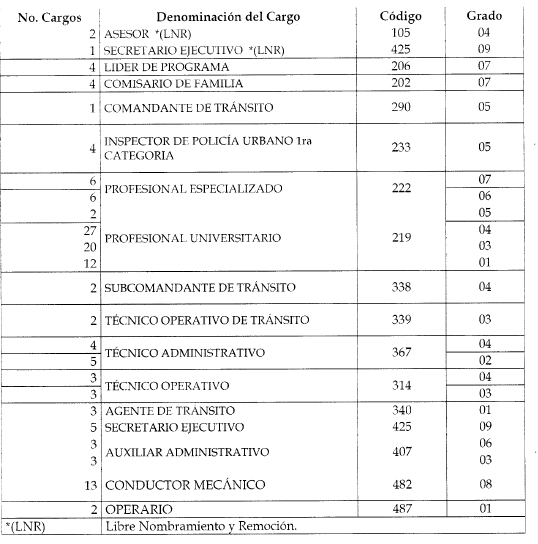 No. Cargos Denominación del Cargo Código Grado
2 ASESOR *(LNR) 105 04
1 SECRETARIO EJECUTIVO *(LNR) 425 09
4 LIDER DE PROGRAMA 206 07
4 COMISARIO DE FAMILIA 202 07
1 COMANDANTE DE TRÁNSITO 290 05
4 INSPECTOR DE POLICÍA URBANO 1ra
CATEGORIA 233 05
6 PROFESIONAL ESPECIALIZADO 222 07
6 06
2 05
27 PROFESIONAL UNIVERSITARIO 219 04
20 03
12 01
2 SUBCOMANDANTE DE TRÁNSITO 338 04
2 TÉCNICO OPERATIVO DE TRÁNSITO 339 03
4 TÉCNICO ADMINISTRATIVO 367 04
5 02
3 TÉCNICO OPERATIVO 314 04
3 03
3 AGENTE DE TRÁNSITO 340 01
5 SECRETARIO EJECUTIVO 425 09
3 AUXILIAR ADMINISTRATIVO 407 06
3 03
13 CONDUCTOR MECÁNICO 482 08
2 OPERARIO 487 01
*(LNR) Libre Nombramiento y Remoción.